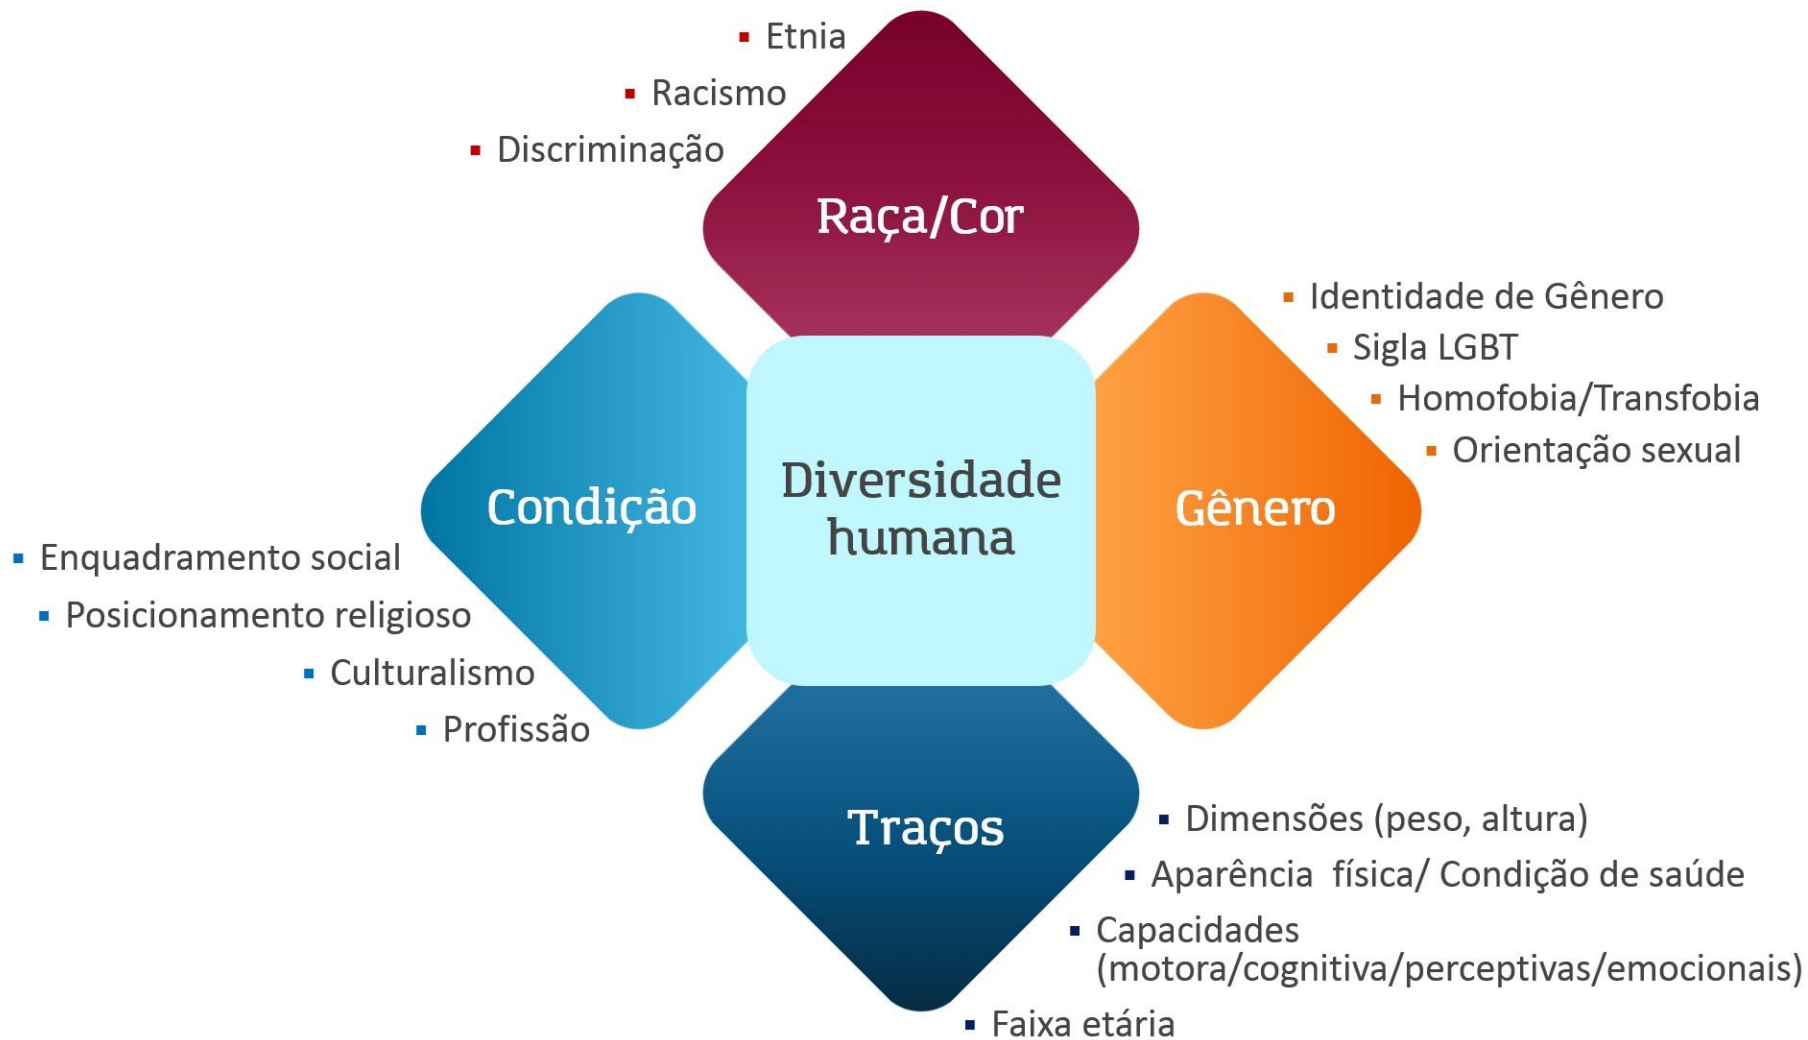 ▪ Etnia
▪ Racismo
▪ Discriminação
Raça/Cor
▪ Identidade de Gênero
▪ Sigla LGBT
▪ Homofobia/Transfobia
▪ Orientação sexual
Gênero
Diversidade
humana
Condição
▪ Enquadramento social
▪ Posicionamento religioso
▪ Culturalismo
▪ Profissão
Traços
▪ Dimensões (peso, altura)
▪ Aparência física/ Condição de saúde
▪ Capacidades
(motora/cognitiva/perceptivas/emocionais)
▪ Faixa etária